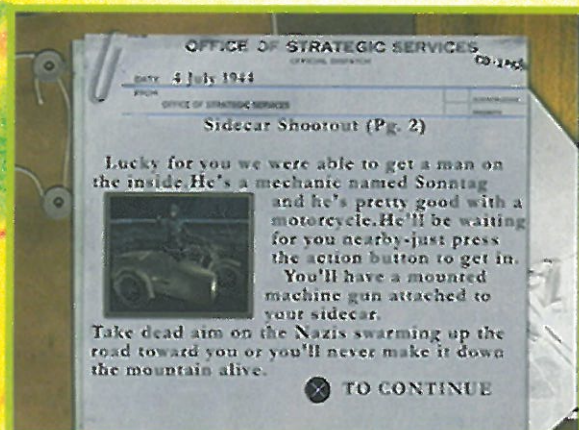 OFFICE OF STRATEGIC SERVICES
OFFICIAL DISPATCH
DATE 4 July 1944
FROM
OFFICE OF STRATEGIC SERVICES
Sidecar Shootout (Pg. 2)
Lucky for you we were able to get a man on
the inside.He's a mechanic named Sonntag
and he's pretty good with a
motorcycle.He'll be waiting
for you nearby-just press
the action button to get in.
You'll have a mounted
machine gun attached to
your sidecar.
Take dead aim on the Nazis swarming up the
road toward you or you'll never make it down
the mountain alive.
TO CONTINUE